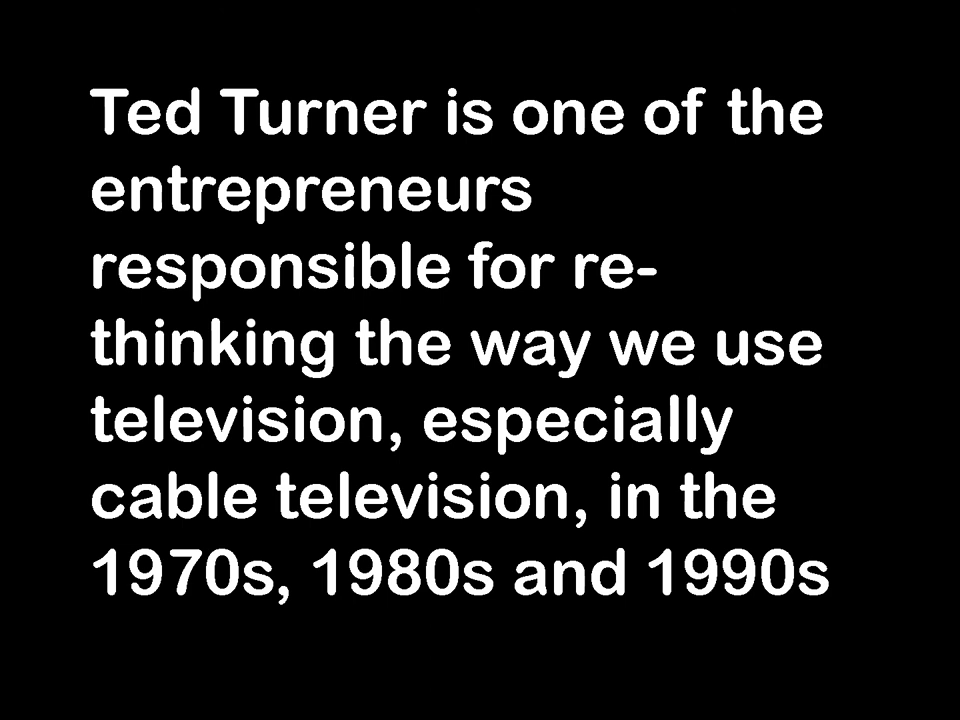 Ted Turner is one of the
entrepreneurs
responsible for re-
thinking the way we use
television, especially
cable television, in the
1970s, 1980s and 1990s